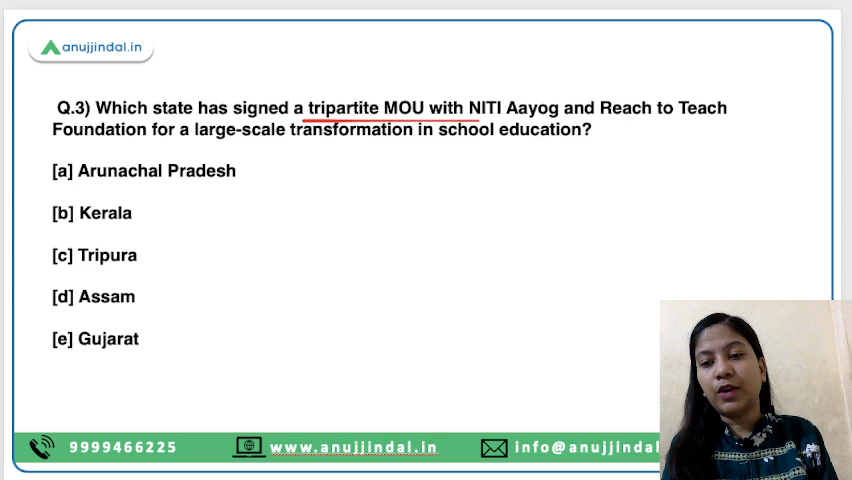 anujjindal.in
Q.3) Which state has signed a tripartite MOU with NITI Aayog and Reach to Teach
Foundation for a large-scale transformation in school education?
[a] Arunachal Pradesh
[b] Kerala
[c] Tripura
[d] Assam
[e] Gujarat
9999466225
www.anujjindal.in
info@anujjindal